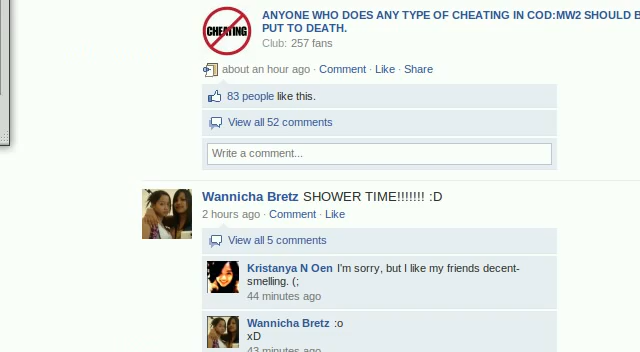 CHEATING
ANYONE WHO DOES ANY TYPE OF CHEATING IN COD:MW2 SHOULD B
PUT TO DEATH.
Club: 257 fans
about an hour ago · Comment · Like · Share
83 people like this.
View all 52 comments
Write a comment...
Wannicha Bretz SHOWER TIME!!!!!!! :D
2 hours ago · Comment · Like
View all 5 comments
Kristanya N Oen I'm sorry, but I like my friends decent-
smelling. (;
44 minutes ago
Wannicha Bretz :o
xD
43 minutes ago